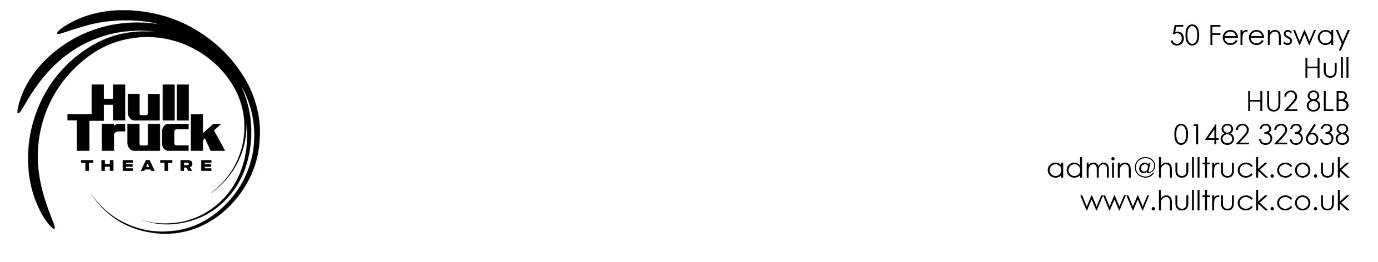 Hull
Truck
THEATRE
50 Ferensway
Hull
HU2 8LB
01482 323638
admin@hulltruck.co.uk
www.hulltruck.co.uk